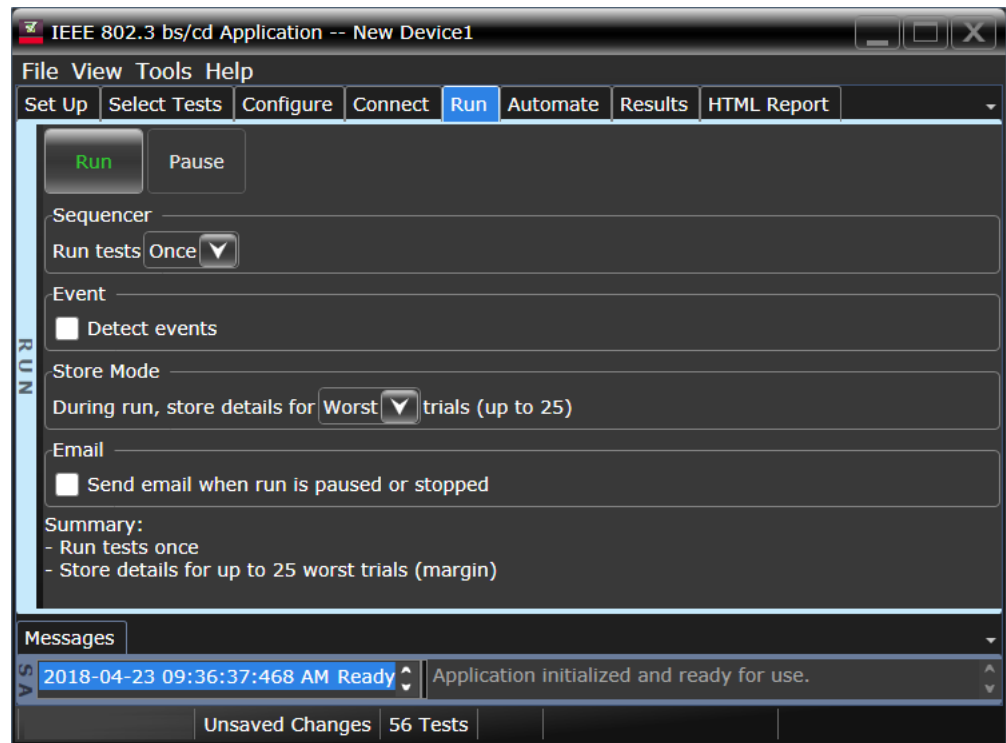 IEEE 802.3 bs/cd Application -- New Device1
File View Tools Help
Set Up Select Tests Configure Connect Run Automate Results HTML Report
Run Pause
Sequencer
Run tests Once
Event
Detect events
RUN
Store Mode
During run, store details for Worst trials (up to 25)
Email
Send email when run is paused or stopped
Summary:
- Run tests once
- Store details for up to 25 worst trials (margin)
Messages
SA
2018-04-23 09:36:37:468 AM Ready Application initialized and ready for use.
Unsaved Changes 56 Tests